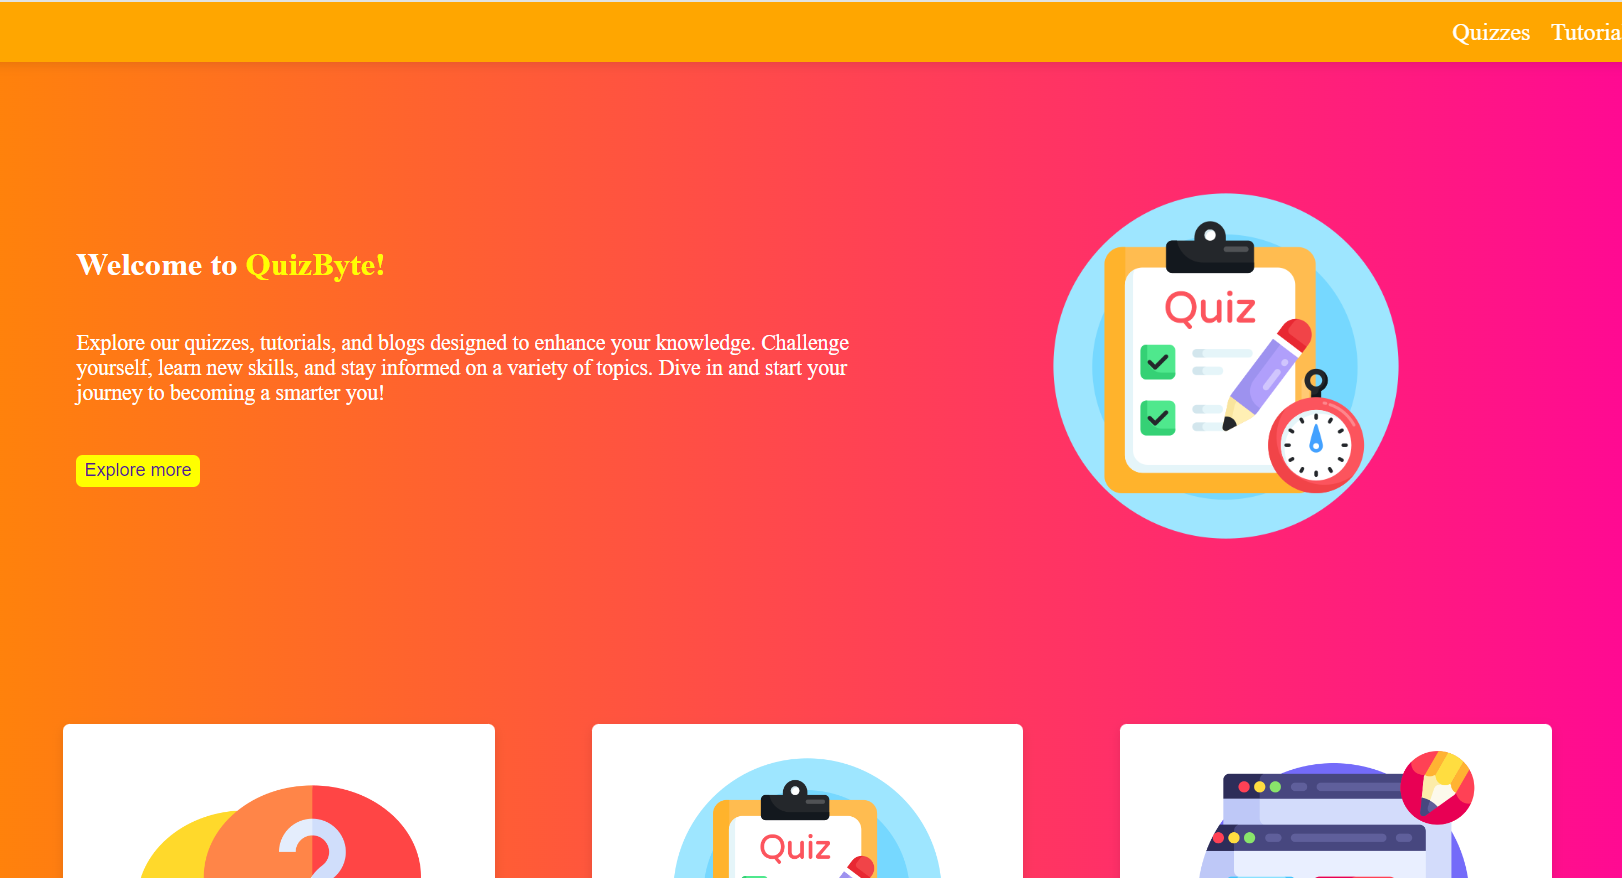 Quizzes Tutoria
Welcome to QuizByte!
Explore our quizzes, tutorials, and blogs designed to enhance your knowledge. Challenge
yourself, learn new skills, and stay informed on a variety of topics. Dive in and start your
journey to becoming a smarter you!
Explore more
Quiz
?
Quiz